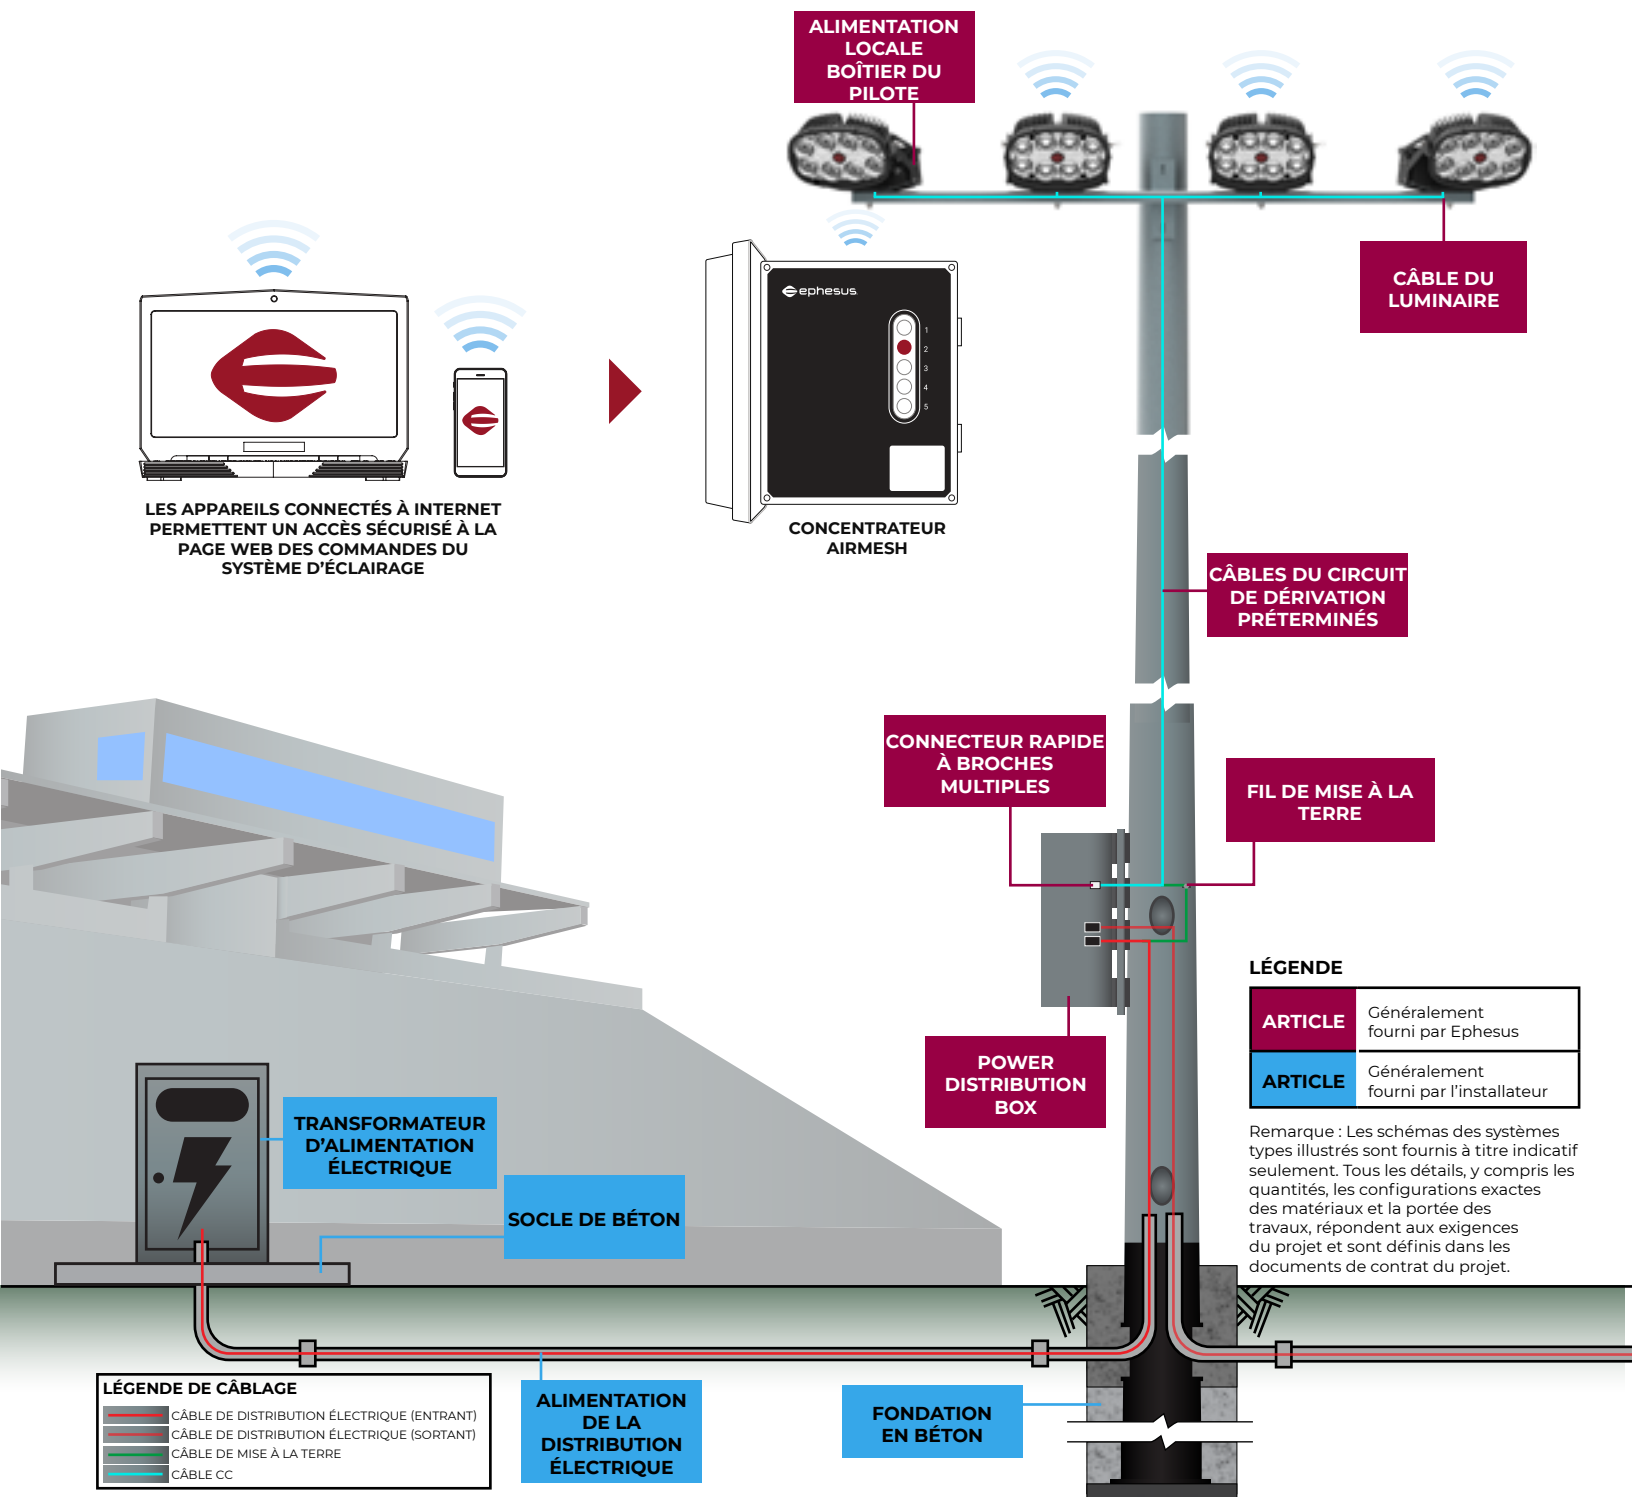 ALIMENTATION
LOCALE
BOÎTIER DU
PILOTE
CÂBLE DU
LUMINAIRE
ephesus
1
2
3
4
5
LES APPAREILS CONNECTÉS À INTERNET
PERMETTENT UN ACCÈS SÉCURISÉ À LA
PAGE WEB DES COMMANDES DU
SYSTÈME D'ÉCLAIRAGE
CONCENTRATEUR
AIRMESH
CÂBLES DU CIRCUIT
DE DÉRIVATION
PRÉTERMINÉS
CONNECTEUR RAPIDE
À BROCHES
MULTIPLES
FIL DE MISE À LA
TERRE
POWER
DISTRIBUTION
BOX
LÉGENDE
ARTICLE
Généralement
fourni par Ephesus
ARTICLE
Généralement
fourni par l'installateur
Remarque : Les schémas des systèmes
types illustrés sont fournis à titre indicatif
seulement. Tous les détails, y compris les
quantités, les configurations exactes
des matériaux et la portée des
travaux, répondent aux exigences
du projet et sont définis dans les
documents de contrat du projet.
TRANSFORMATEUR
D'ALIMENTATION
ÉLECTRIQUE
SOCLE DE BÉTON
LÉGENDE DE CÂBLAGE
CÂBLE DE DISTRIBUTION ÉLECTRIQUE (ENTRANT)
CÂBLE DE DISTRIBUTION ÉLECTRIQUE (SORTANT)
CÂBLE DE MISE À LA TERRE
CÂBLE CC
ALIMENTATION
DE LA
DISTRIBUTION
ÉLECTRIQUE
FONDATION
EN BÉTON